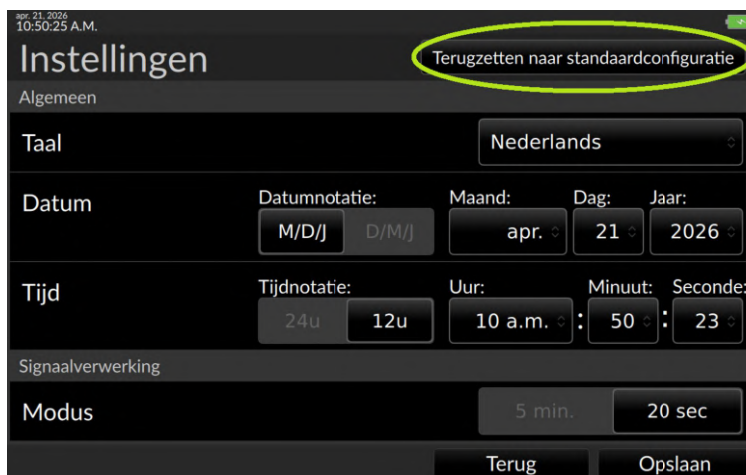 apr. 21, 2026
10:50:25 A.M.
Instellingen
Terugzetten naar standaardconfiguratie
Algemeen
Taal
Nederlands
Datum
Datumnotatie:
Maand:
Dag:
Jaar:
M/D/J
D/M/J
apr.
21
2026
Tijd
Tijdnotatie:
Uur:
Minuut:
Seconde:
24u
12u
10 a.m.
:
50
:
23
Signaalverwerking
Modus
5 min.
20 sec
Terug
Opslaan